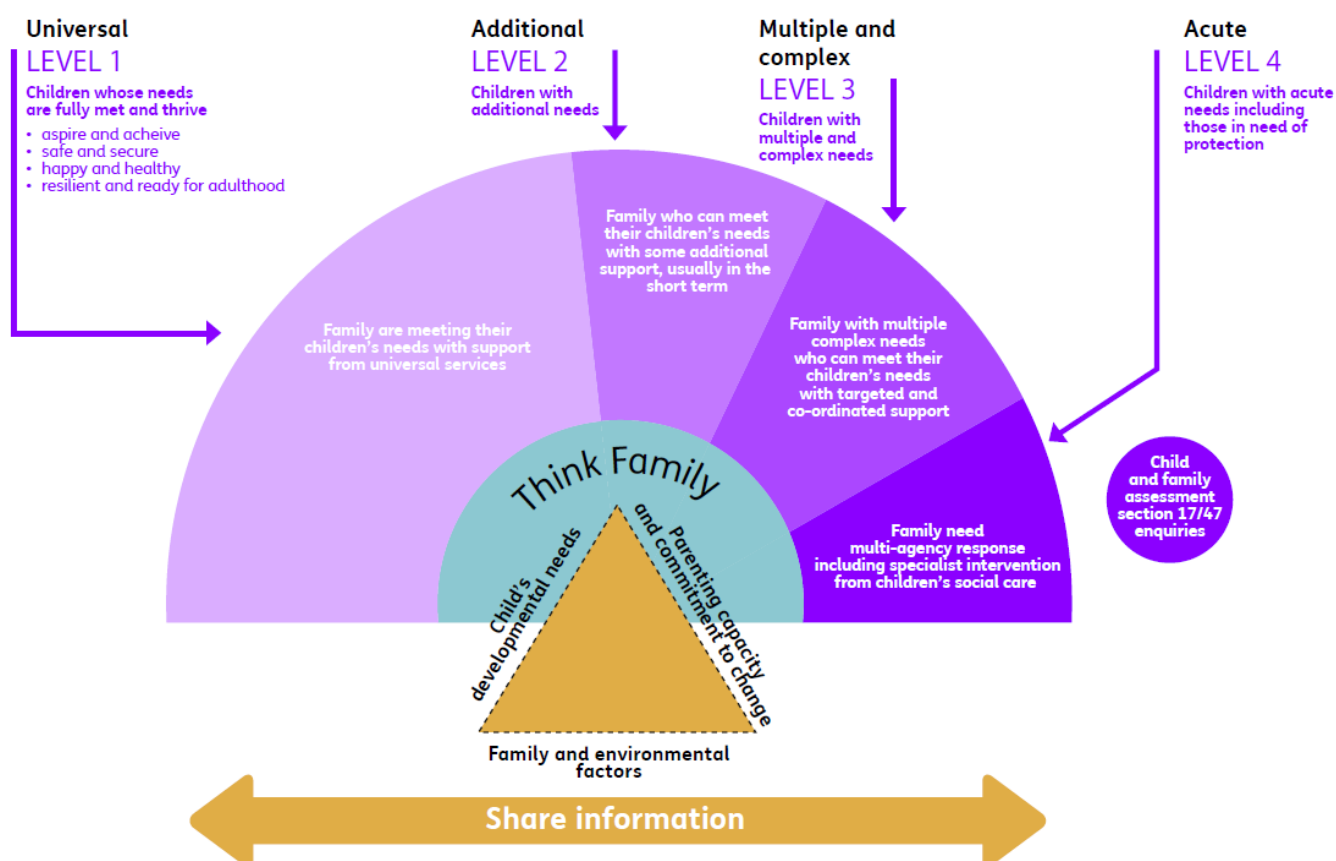 Universal
LEVEL 1
Children whose needs
are fully met and thrive
• aspire and acheive
• safe and secure
• happy and healthy
• resilient and ready for adulthood
Additional
LEVEL 2
Children with
additional needs
Multiple and
complex
LEVEL 3
Children with
multiple and
complex needs
Acute
LEVEL 4
Children with acute
needs including
those in need of
protection
Family are meeting their
children's needs with support
from universal services
Family who can meet
their children's needs
with some additional
support, usually in the
short term
Family with multiple
complex needs
who can meet their
children's needs
with targeted and
co-ordinated support
Family need
multi-agency response
including specialist intervention
from children's social care
Child
and family
assessment
section 17/47
enquiries
Think Family
Child's
developmental needs
Parenting capacity
and commitment to change
Family and environmental
factors
Share information